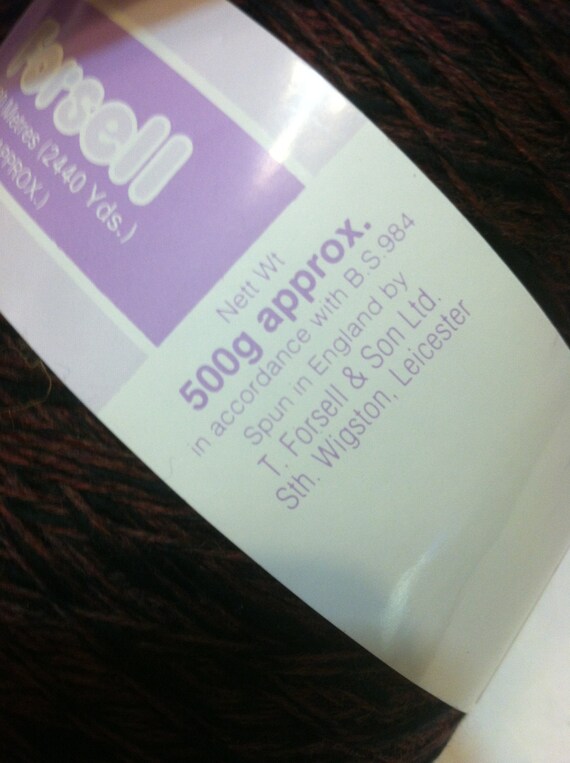 Forsell
Metres (2440 Yds.)
APPROX.)
Nett Wt
500g approx.
in accordance with B.S.984
Spun in England by
T. Forsell & Son Ltd.
Sth. Wigston, Leicester